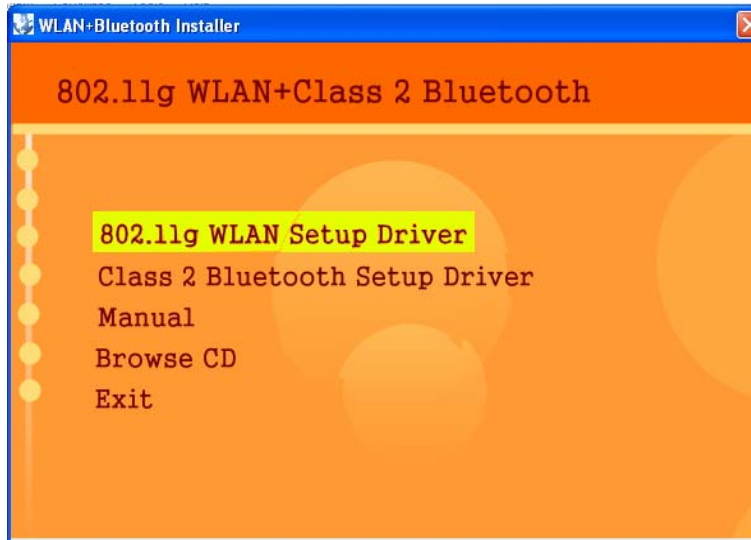 WLAN+Bluetooth Installer
802.11g WLAN+Class 2 Bluetooth
802.11g WLAN Setup Driver
Class 2 Bluetooth Setup Driver
Manual
Browse CD
Exit